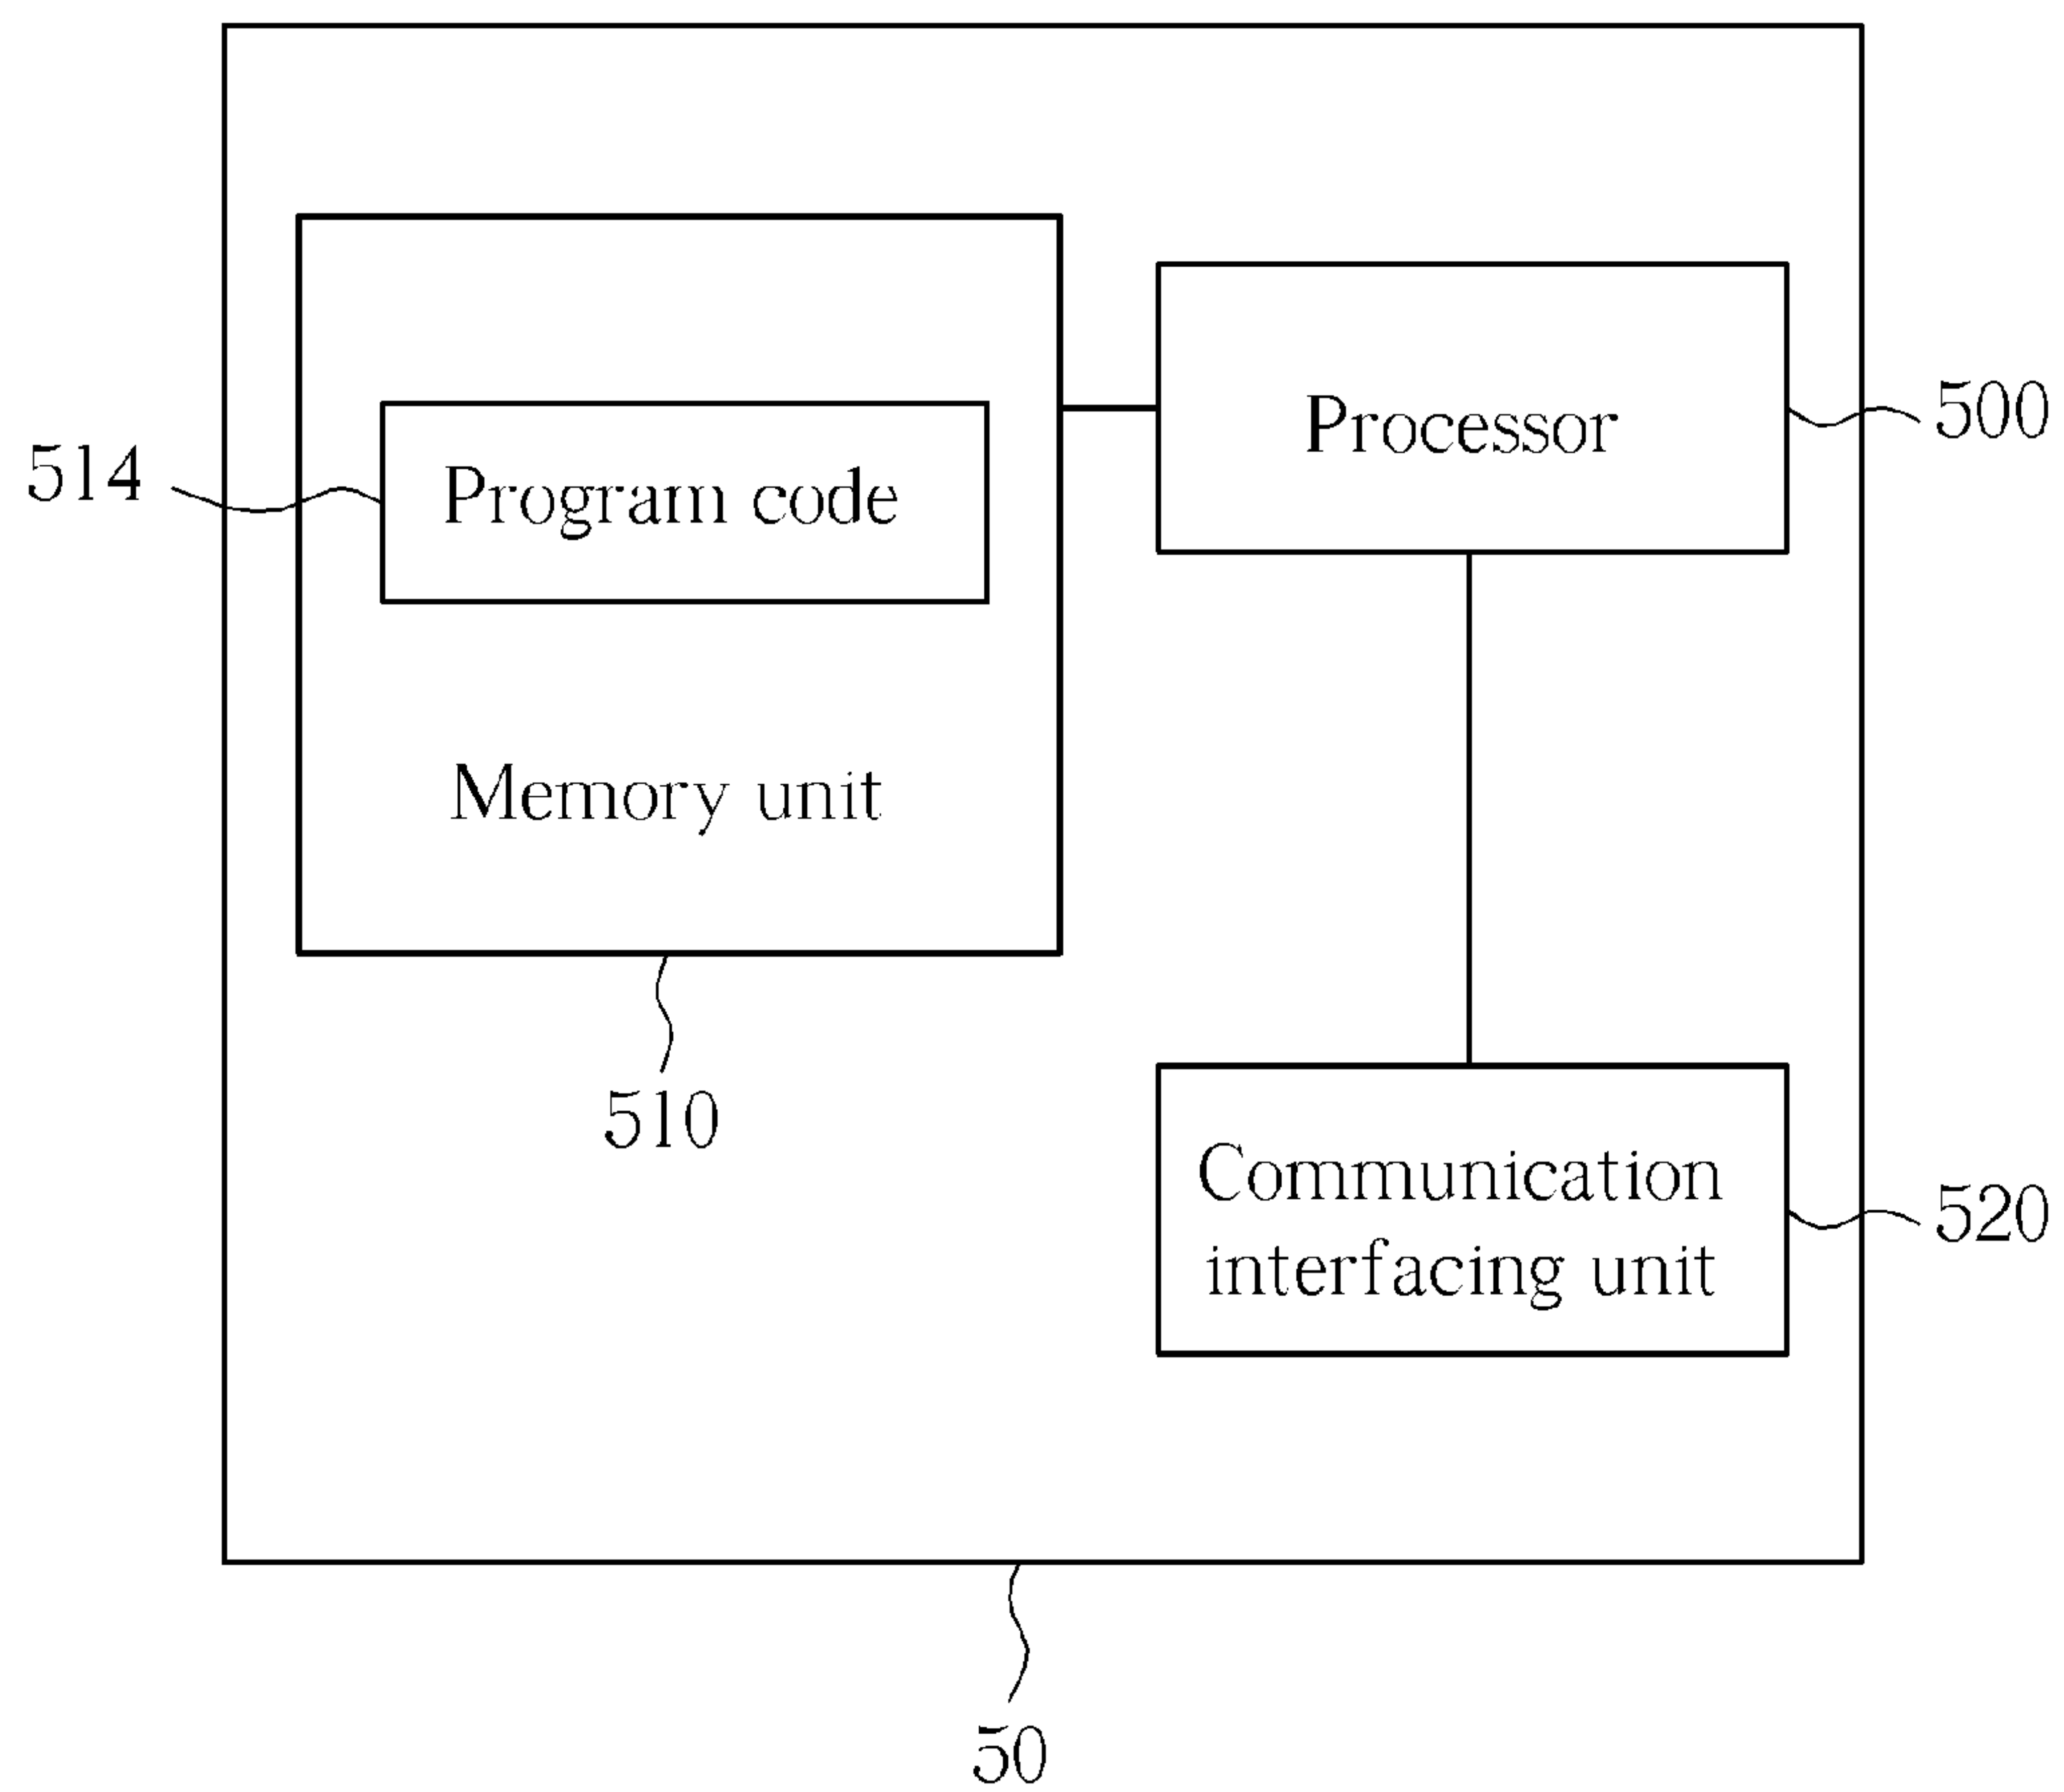 500
Processor
514
Program code
Memory unit
510
Communication
interfacing unit
520
50